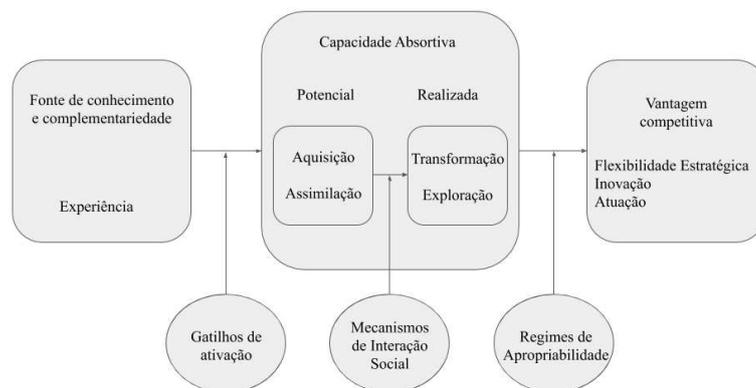 Capacidade Absortiva
Fonte de conhecimento
e complementariedade
Experiência
Potencial
Realizada
Aquisição
Assimilação
Transformação
Exploração
Vantagem
competitiva
Flexibilidade Estratégica
Inovação
Atuação
Gatilhos de
ativação
Mecanismos
de Interação
Social
Regimes de
Apropriabilidade